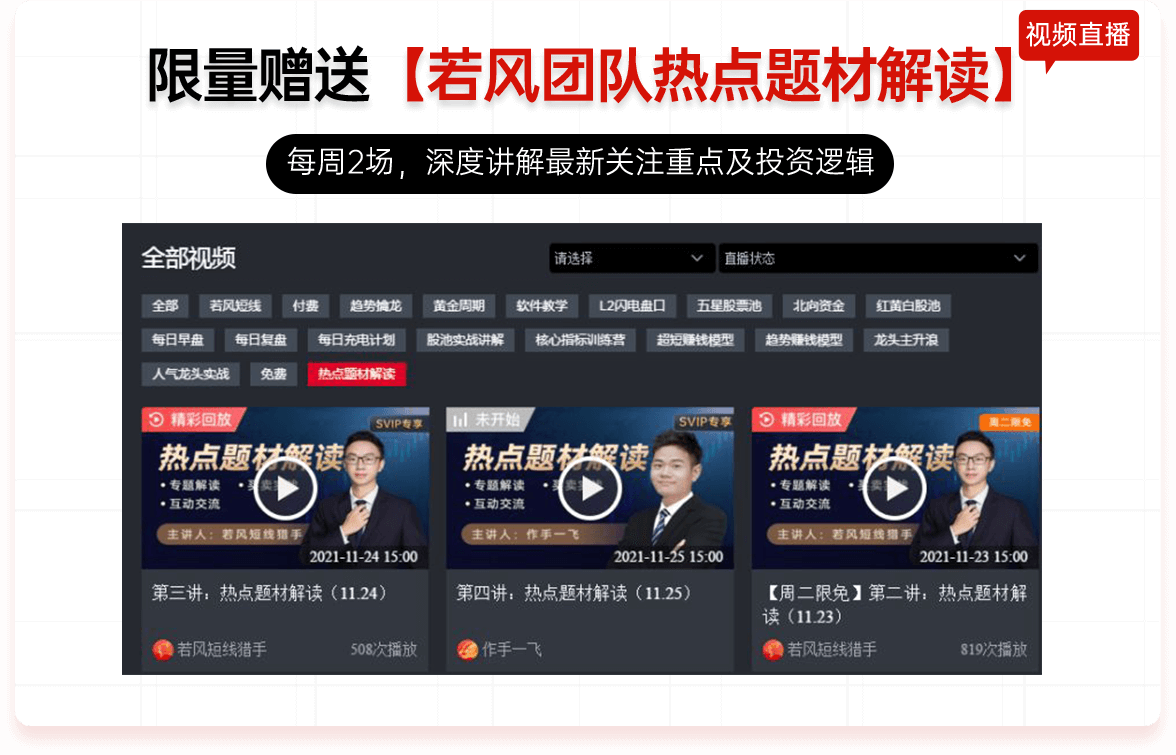 视频直播
限量赠送【若风团队热点题材解读】
每周2场，深度讲解最新关注重点及投资逻辑
全部视频 请选择 直播状态
全部 若风短线 付费 趋势擒龙 黄金周期 软件教学 L2闪电盘口 五星股票池 北向资金 红黄白股池
每日早盘 每日复盘 每日充电计划 股池实战讲解 核心指标训练营 超短赚钱模型 趋势赚钱模型 龙头主升浪
人气龙头实战 免费 热点题材解读
精彩回放 SVIP专享
热点题材解读
•专题解读
•互动交流
主讲人：若风短线猎手
2021-11-24 15:00
第三讲：热点题材解读（11.24）
若风短线猎手 508次播放
未开始 SVIP专享
热点题材解读
•专题解读
•互动交流
主讲人：作手一飞
2021-11-25 15:00
第四讲：热点题材解读（11.25）
作手一飞
精彩回放 周二限免
热点题材解读
•专题解读
•互动交流
主讲人：若风短线猎手
2021-11-23 15:00
【周二限免】第二讲：热点题材解
读（11.23）
若风短线猎手 819次播放